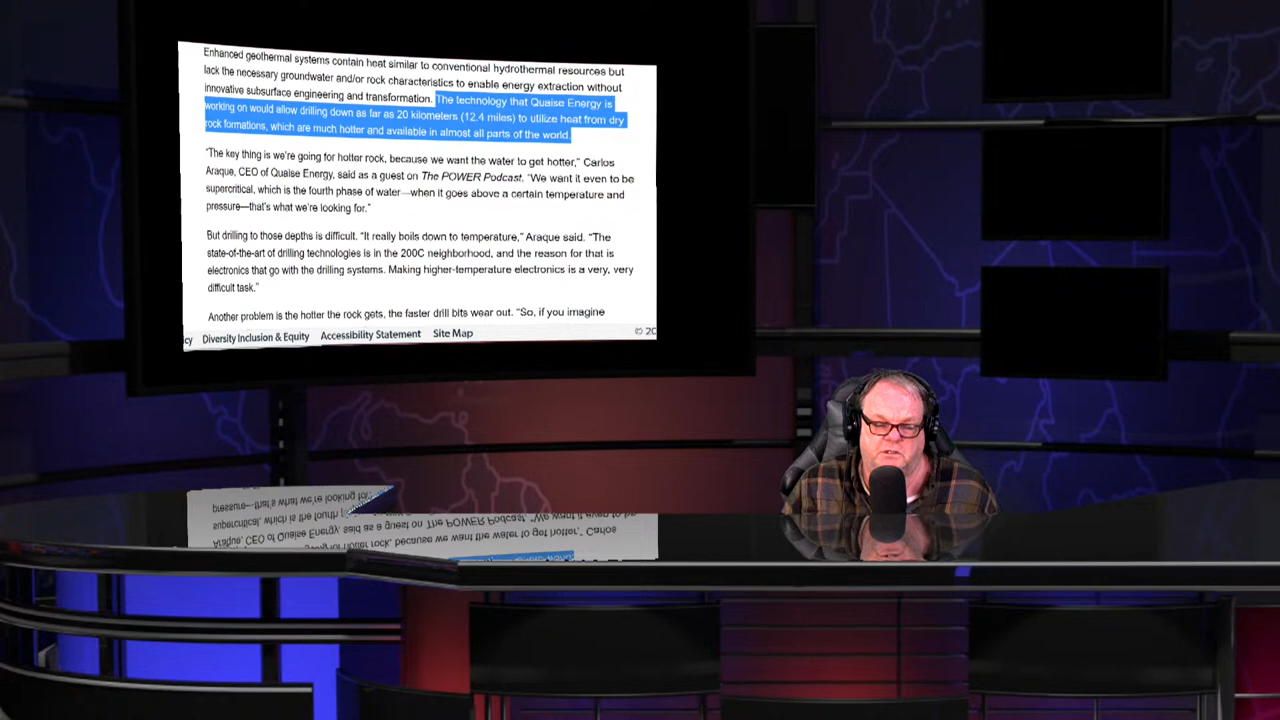 Enhanced geothermal systems contain heat similar to conventional hydrothermal resources but
lack the necessary groundwater and/or rock characteristics to enable energy extraction without
innovative subsurface engineering and transformation. The technology that Quaise Energy is
working on would allow drilling down as far as 20 kilometers (12.4 miles) to utilize heat from dry
rock formations, which are much hotter and available in almost all parts of the world.
“The key thing is we’re going for hotter rock, because we want the water to get hotter,” Carlos
Araque, CEO of Quaise Energy, said as a guest on The POWER Podcast. “We want it even to be
supercritical, which is the fourth phase of water—when it goes above a certain temperature and
pressure—that’s what we’re looking for.”
But drilling to those depths is difficult. “It really boils down to temperature,” Araque said. “The
state-of-the-art of drilling technologies is in the 200C neighborhood, and the reason for that is
electronics that go with the drilling systems. Making higher-temperature electronics is a very, very
difficult task.”
Another problem is the hotter the rock gets, the faster drill bits wear out. “So, if you imagine
cy Diversity Inclusion & Equity Accessibility Statement Site Map © 20